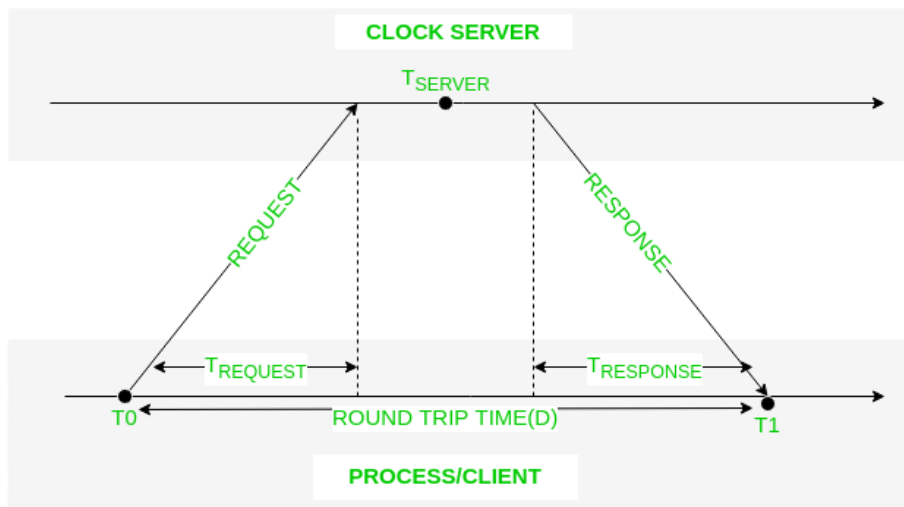 CLOCK SERVER
TSERVER
REQUEST
RESPONSE
TREQUEST
TRESPONSE
T0
ROUND TRIP TIME(D)
T1
PROCESS/CLIENT